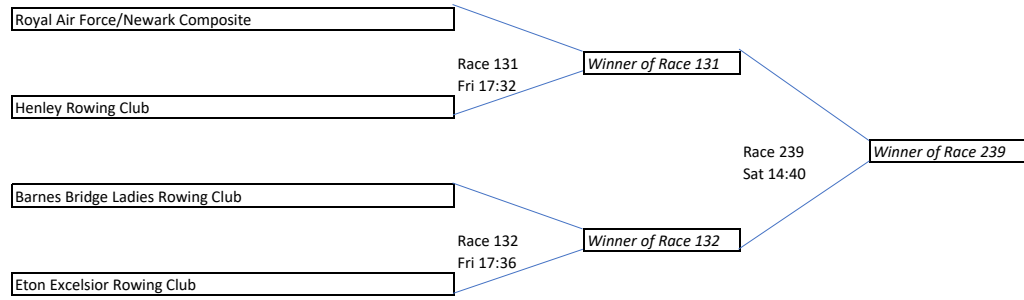 Royal Air Force/Newark Composite
Race 131
Fri 17:32
Winner of Race 131
Henley Rowing Club
Race 239
Sat 14:40
Winner of Race 239
Barnes Bridge Ladies Rowing Club
Race 132
Fri 17:36
Winner of Race 132
Eton Excelsior Rowing Club